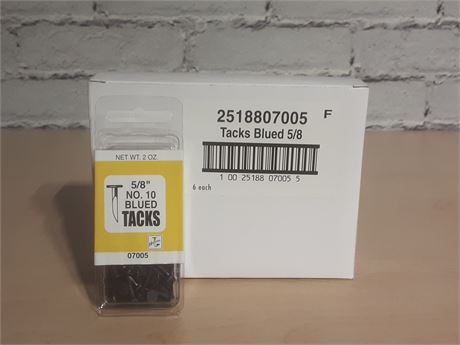 2518807005 F
Tacks Blued 5/8
1 00 25188 07005 5
6 each
NET WT. 2 OZ
5/8"
NO. 10
BLUED
TACKS
07005